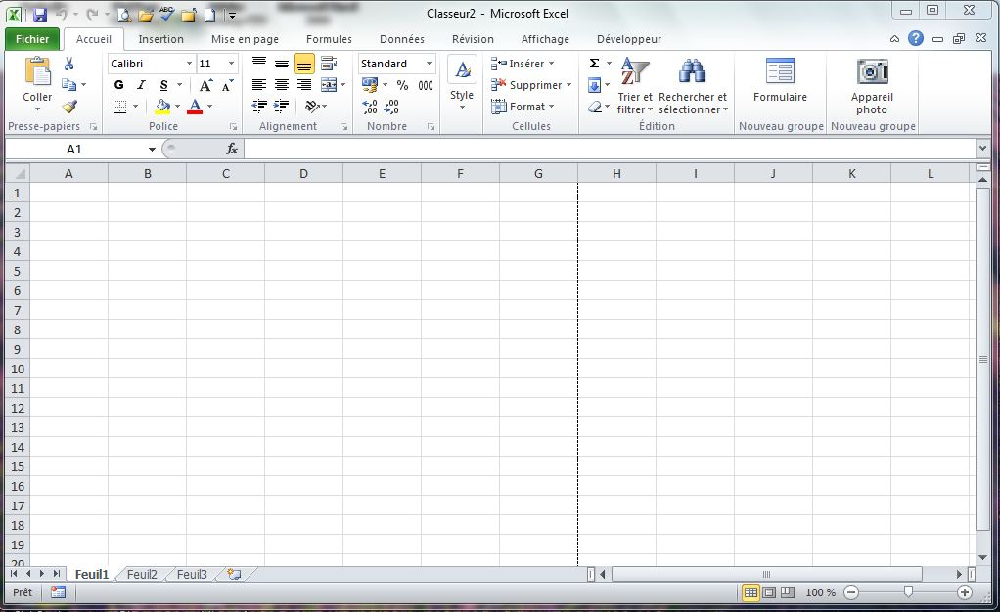 Classeur2 - Microsoft Excel
Fichier Accueil Insertion Mise en page Formules Données Révision Affichage Développeur
Calibri 11 Standard Insérer Σ
Coller G I S A A % 000 Style Supprimer Trier et filtrer Rechercher et sélectionner Formulaire Appareil photo
A ,00 ,00 Format
Presse-papiers Police Alignement Nombre Cellules Édition Nouveau groupe Nouveau groupe
A1 fx
A B C D E F G H I J K L
1
2
3
4
5
6
7
8
9
10
11
12
13
14
15
16
17
18
19
20
Feuil1 Feuil2 Feuil3
Prêt 100 %